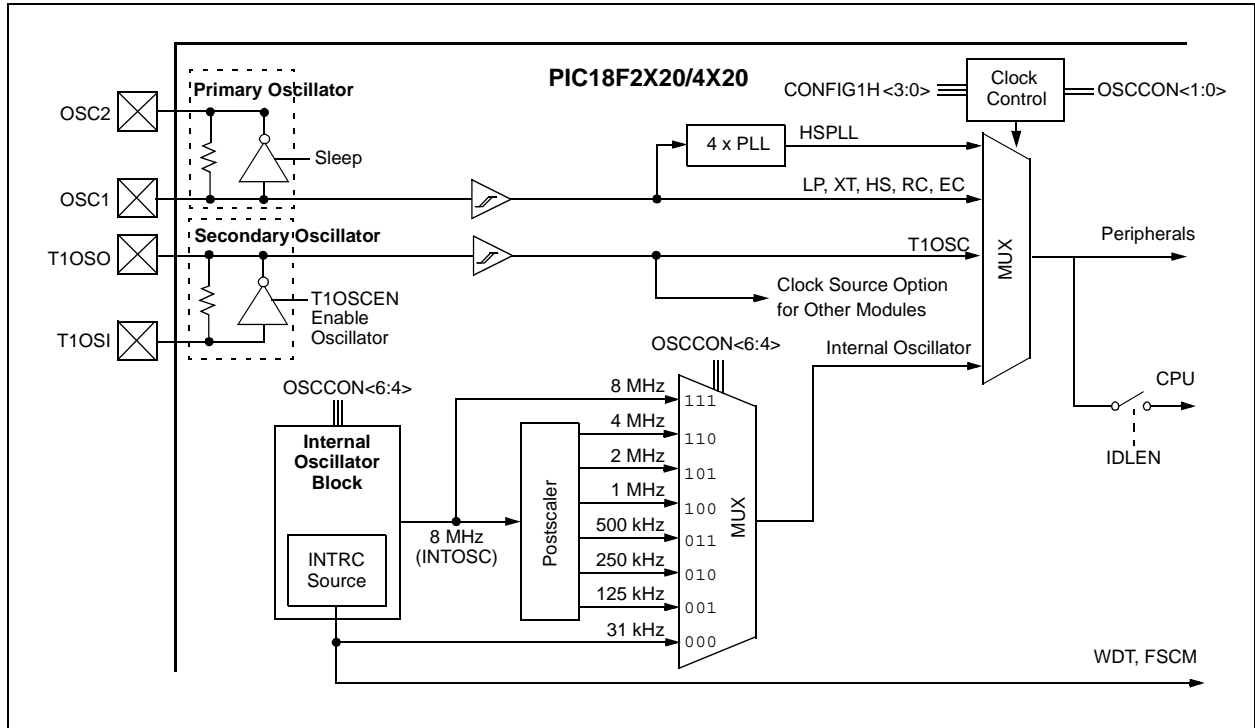 PIC18F2X20/4X20
Primary Oscillator
OSC2
Sleep
OSC1
Secondary Oscillator
T1OSO
T1OSCEN
Enable
Oscillator
T1OSI
CONFIG1H <3:0>
Clock
Control
OSCCON<1:0>
4 x PLL
HSPLL
LP, XT, HS, RC, EC
T1OSC
Clock Source Option
for Other Modules
MUX
Peripherals
Internal Oscillator
CPU
IDLEN
OSCCON<6:4>
OSCCON<6:4>
Internal
Oscillator
Block
INTRC
Source
8 MHz
(INTOSC)
Postscaler
8 MHz
111
4 MHz
110
2 MHz
101
1 MHz
100
500 kHz
011
250 kHz
010
125 kHz
001
31 kHz
000
MUX
WDT, FSCM